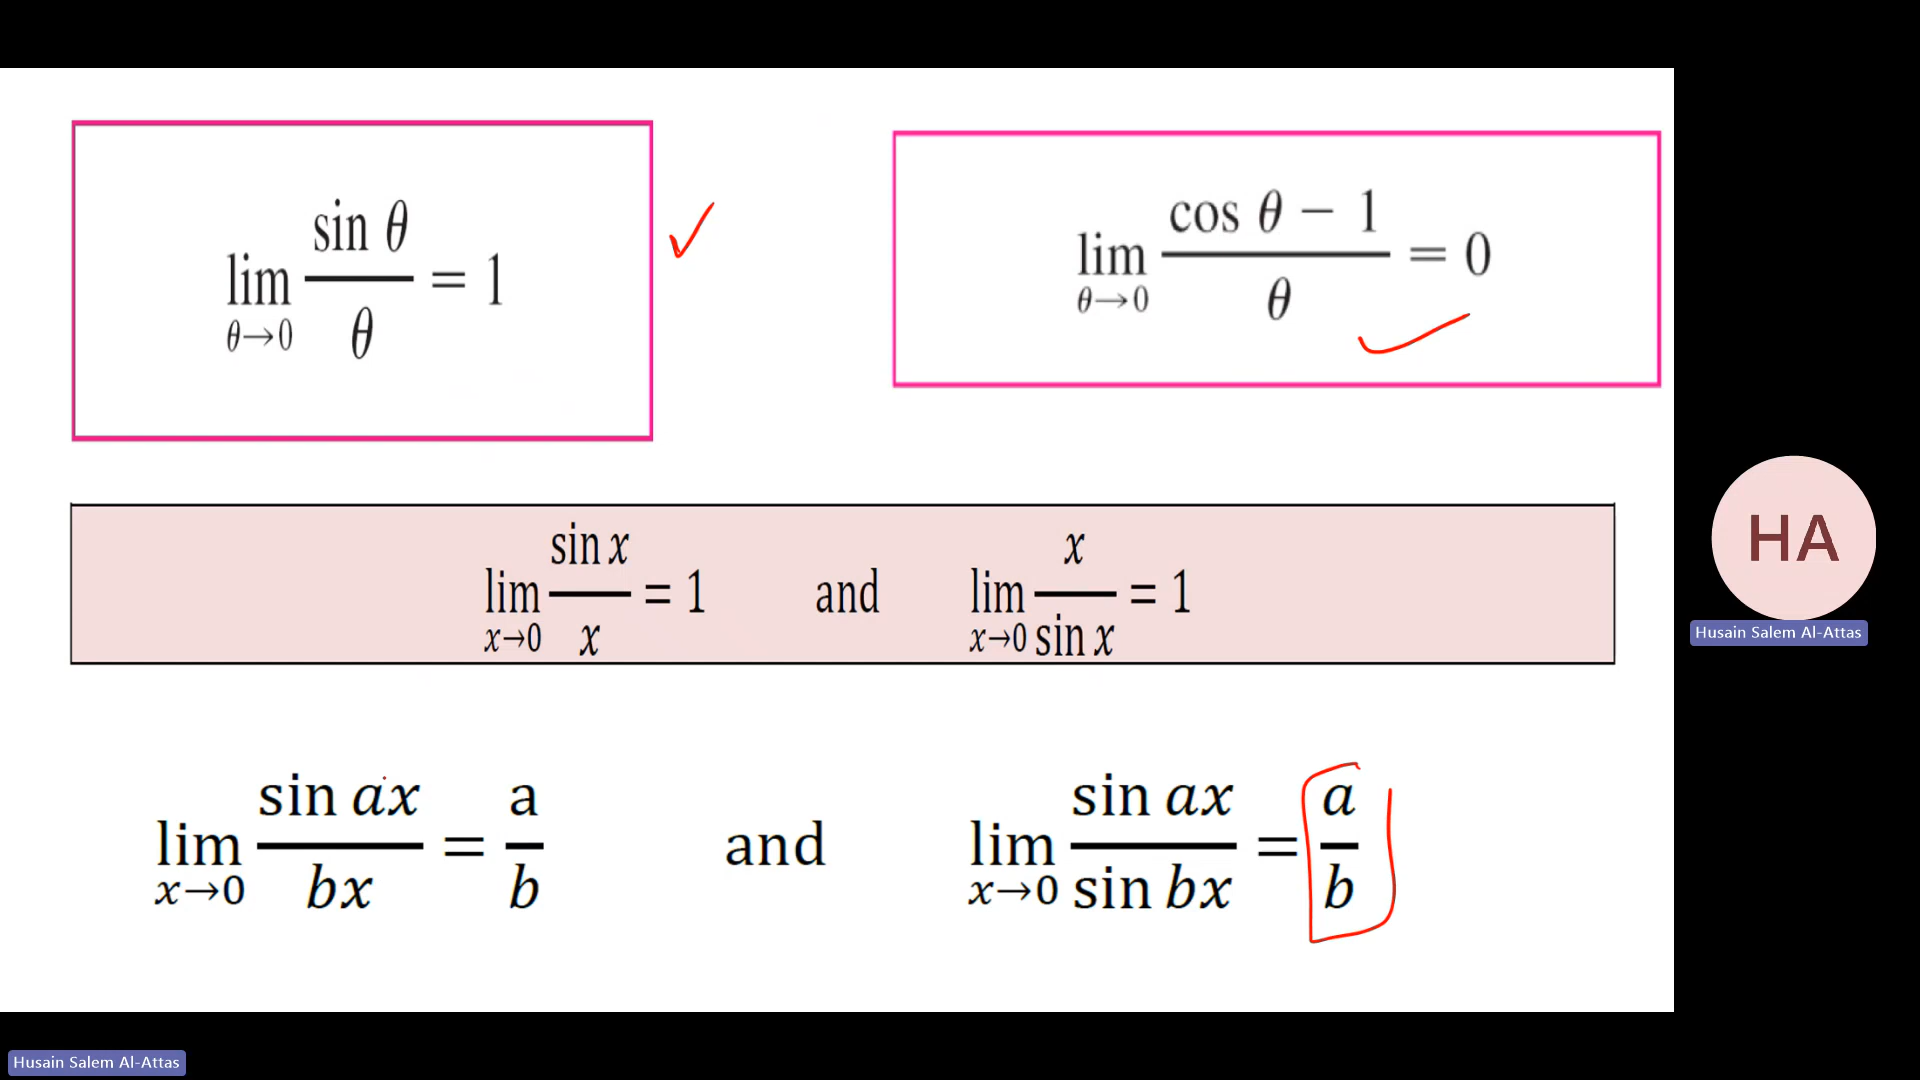 lim θ→0 sin θ / θ = 1
lim θ→0 cos θ − 1 / θ = 0
lim x→0 sin x / x = 1 and lim x→0 x / sin x = 1
lim x→0 sin ax / bx = a / b and lim x→0 sin ax / sin bx = a / b
HA
Husain Salem Al-Attas
Husain Salem Al-Attas